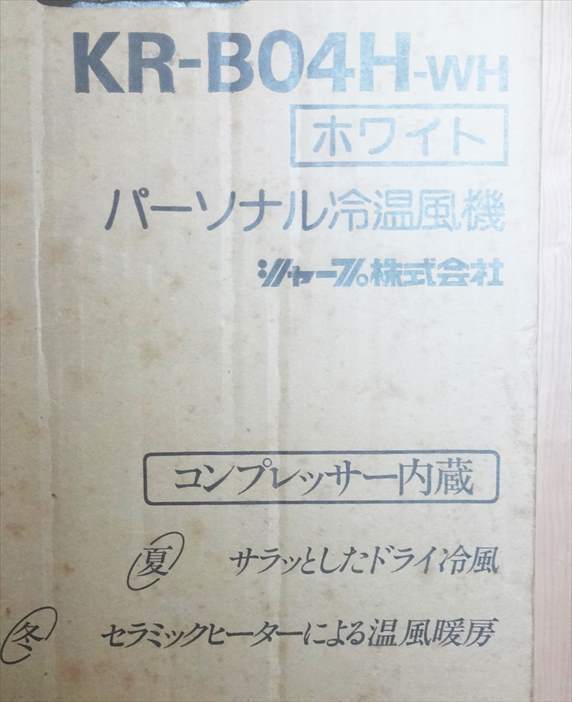 KR-B04H-WH
ホワイト
パーソナル冷温風機
シャープ株式会社
コンプレッサー内蔵
夏 サラッとしたドライ冷風
冬 セラミックヒーターによる温風暖房